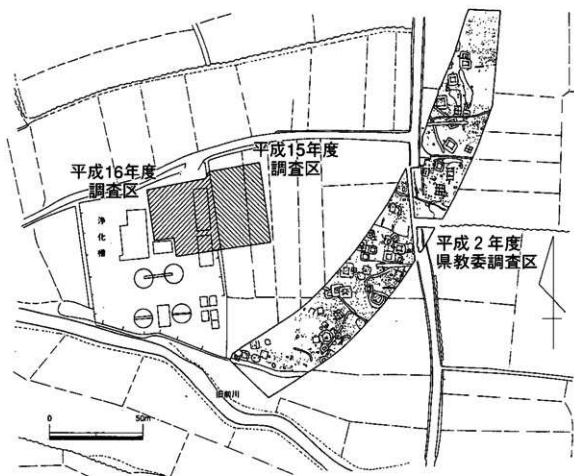 平成16年度
調査区
平成15年度
調査区
浄化槽
平成2年度
県教委調査区
旧前川
0
50m